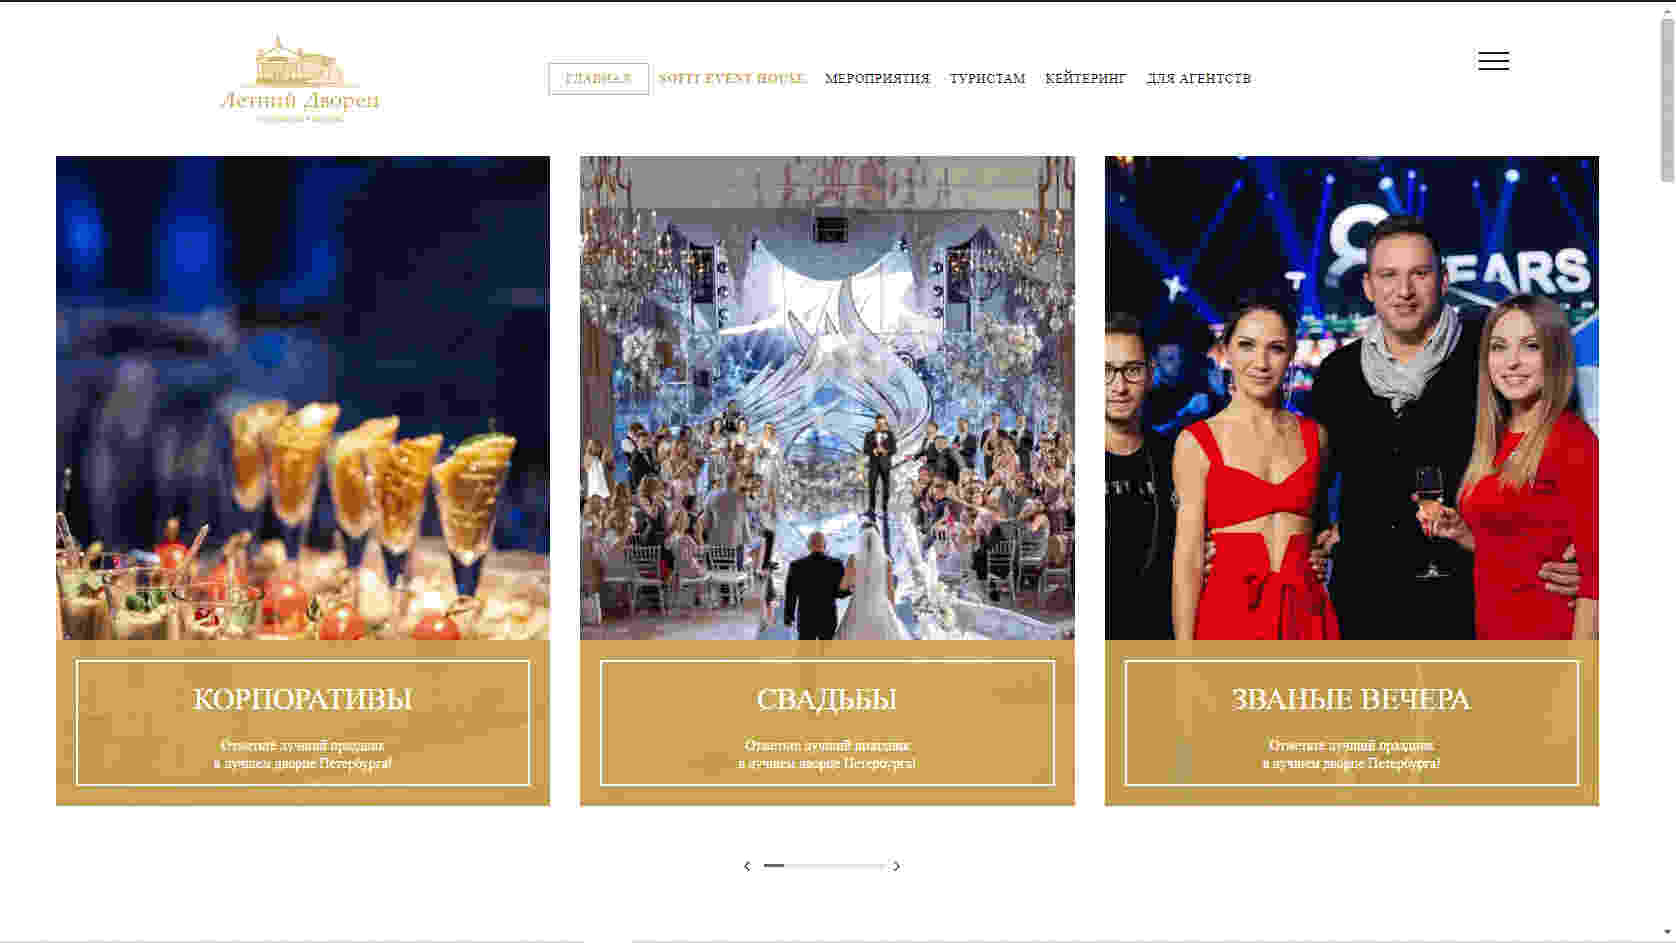 Летний Дворец
ГЛАВНАЯ
SOFIT EVENT HOUSE
МЕРОПРИЯТИЯ
ТУРИСТАМ
КЕЙТЕРИНГ
ДЛЯ АГЕНТСТВ
8
YEARS
КОРПОРАТИВЫ
Отметьте лучший праздник
в лучшем дворце Петербурга!
СВАДЬБЫ
Отметьте лучший праздник
в лучшем дворце Петербурга!
ЗВАНЫЕ ВЕЧЕРА
Отметьте лучший праздник
в лучшем дворце Петербурга!